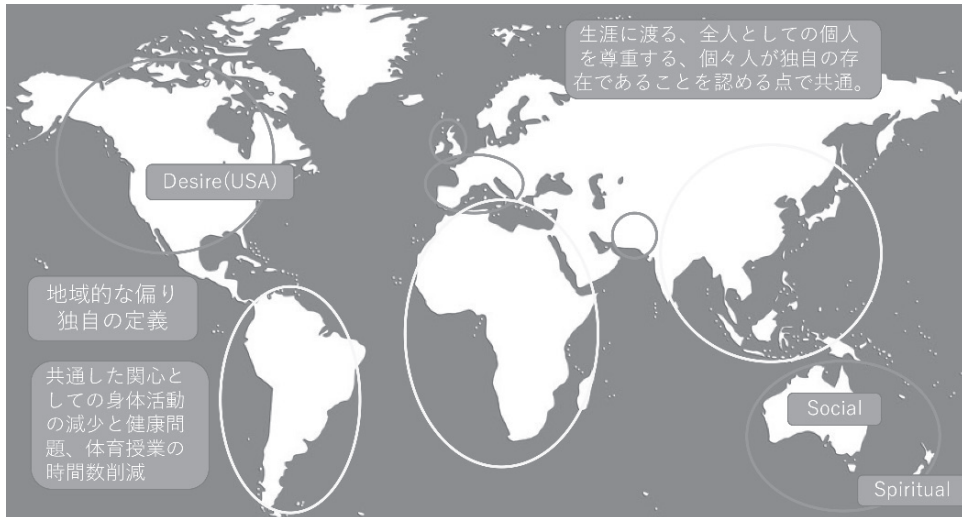 生涯に渡る、全人としての個人
を尊重する、個々人が独自の存
在であることを認める点で共通。
Desire(USA)
地域的な偏り
独自の定義
共通した関心と
しての身体活動
の減少と健康問
題、体育授業の
時間数削減
Social
Spiritual